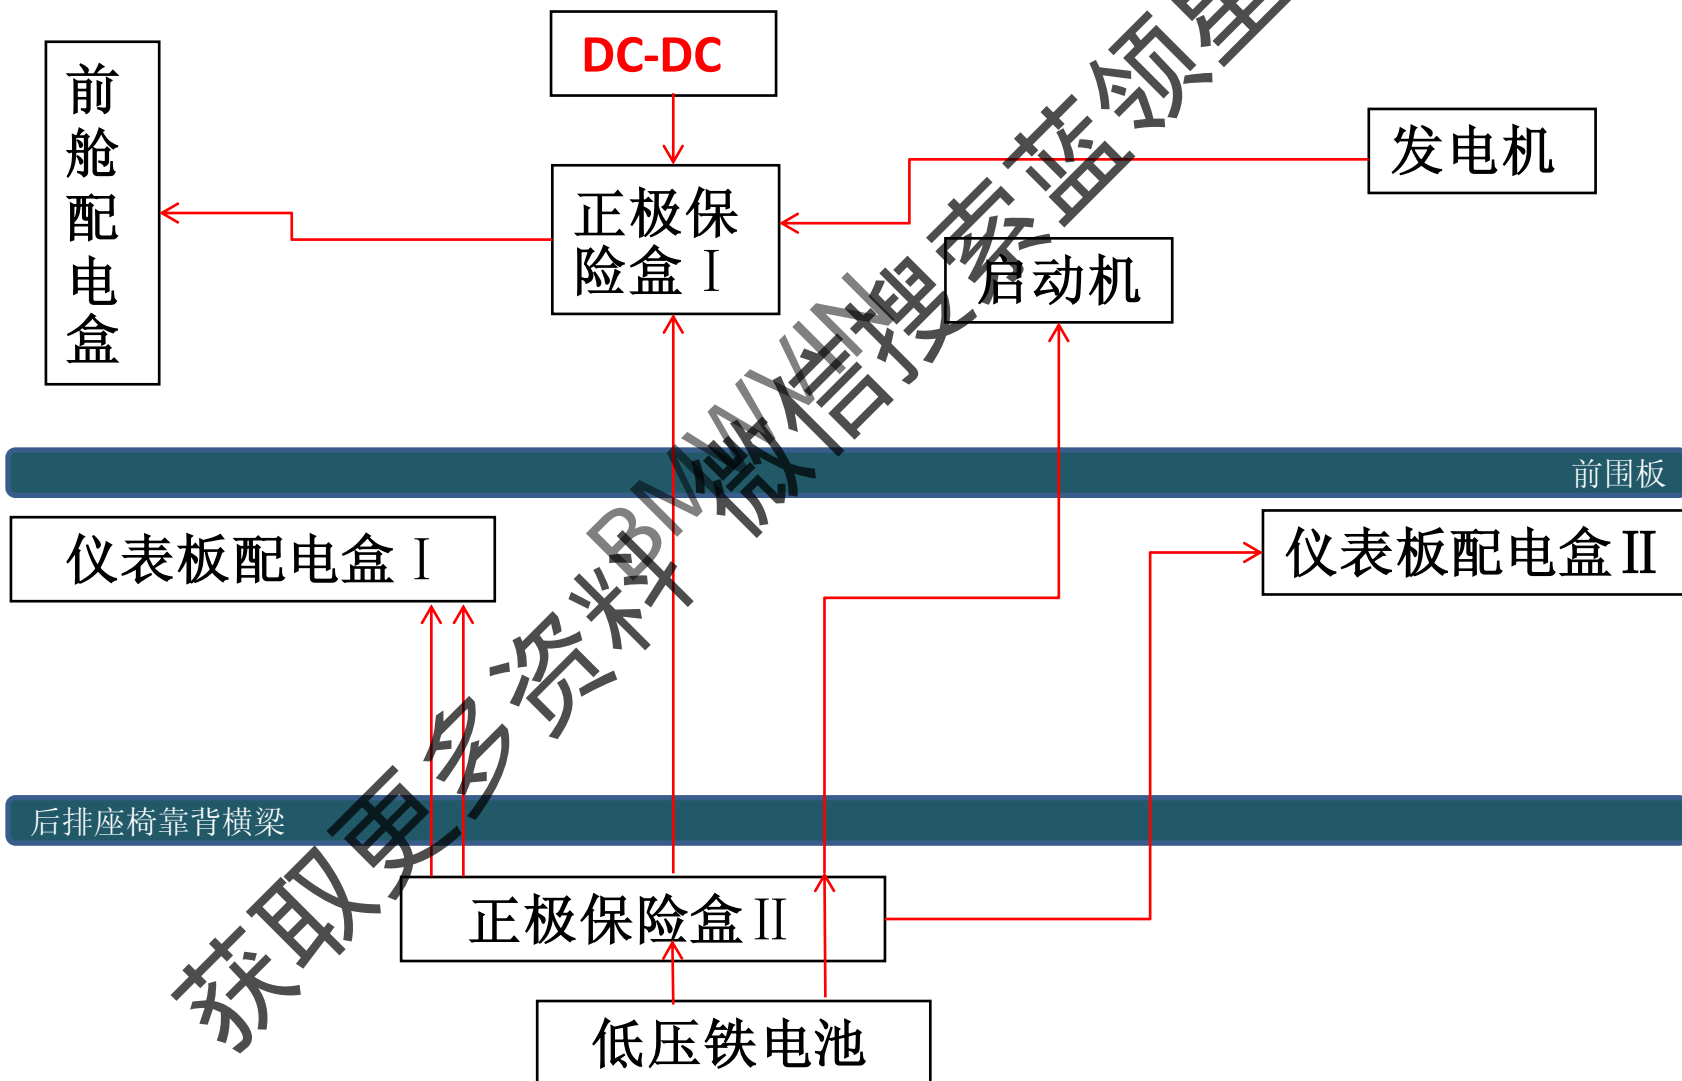 DC-DC
前
舱
配
电
盒
发电机
正极保
险盒Ⅰ
启动机
前围板
仪表板配电盒Ⅰ
仪表板配电盒Ⅱ
后排座椅靠背横梁
正极保险盒Ⅱ
低压铁电池
BMWVIN
获取更多资料 微信搜索蓝领星